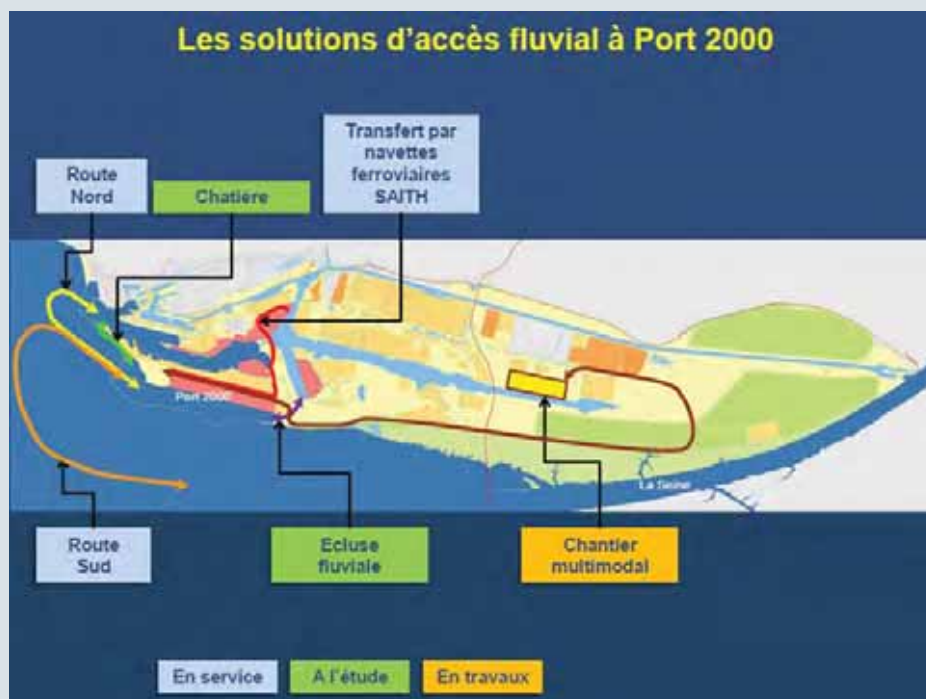 Les solutions d'accès fluvial à Port 2000
Transfert par
navettes
ferroviaires
SAITH
Route
Nord
Chatière
Port 2000
La Seine
Route
Sud
Ecluse
fluviale
Chantier
multimodal
En service
A l'étude
En travaux